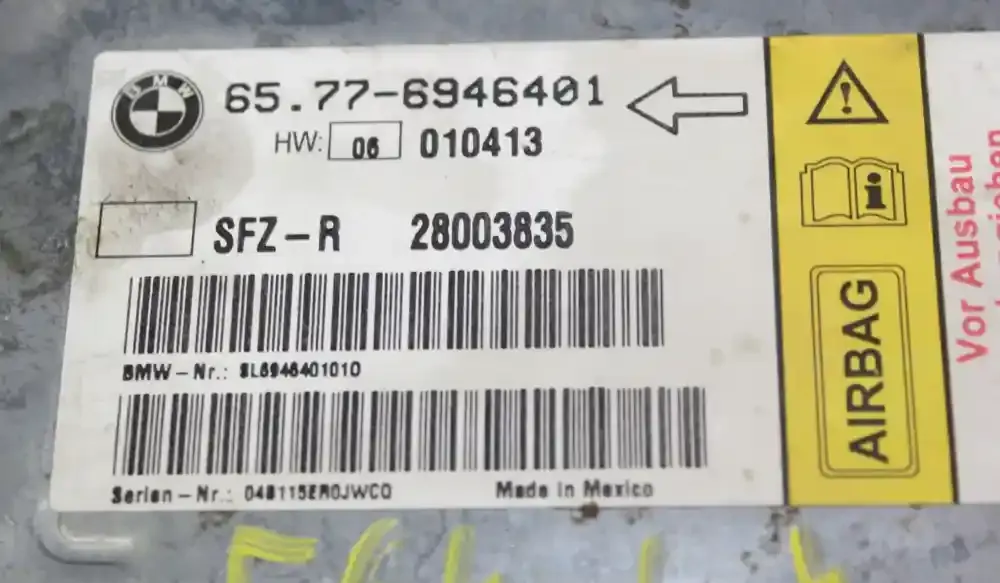 BMW
65.77-6946401
HW: 06 010413
SFZ-R 28003835
BMW-Nr.: SL6946401010
Serien-Nr.: 048115ER0JWCO
Made in Mexico
!
i
AIRBAG
Vor Ausbau